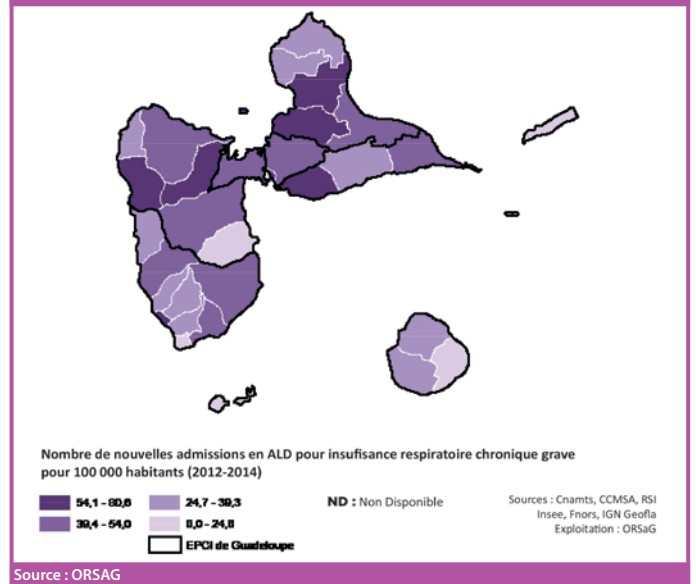 Nombre de nouvelles admissions en ALD pour insufisance respiratoire chronique grave
pour 100 000 habitants (2012-2014)
54,1 - 80,6
39,4 - 54,0
24,7 - 39,3
0,0 - 24,6
EPCI de Guadeloupe
ND : Non Disponible
Sources : Cnamts, CCMSA, RSI
Insee, Fnors, IGN Geofla
Exploitation : ORSaG
Source : ORSAG